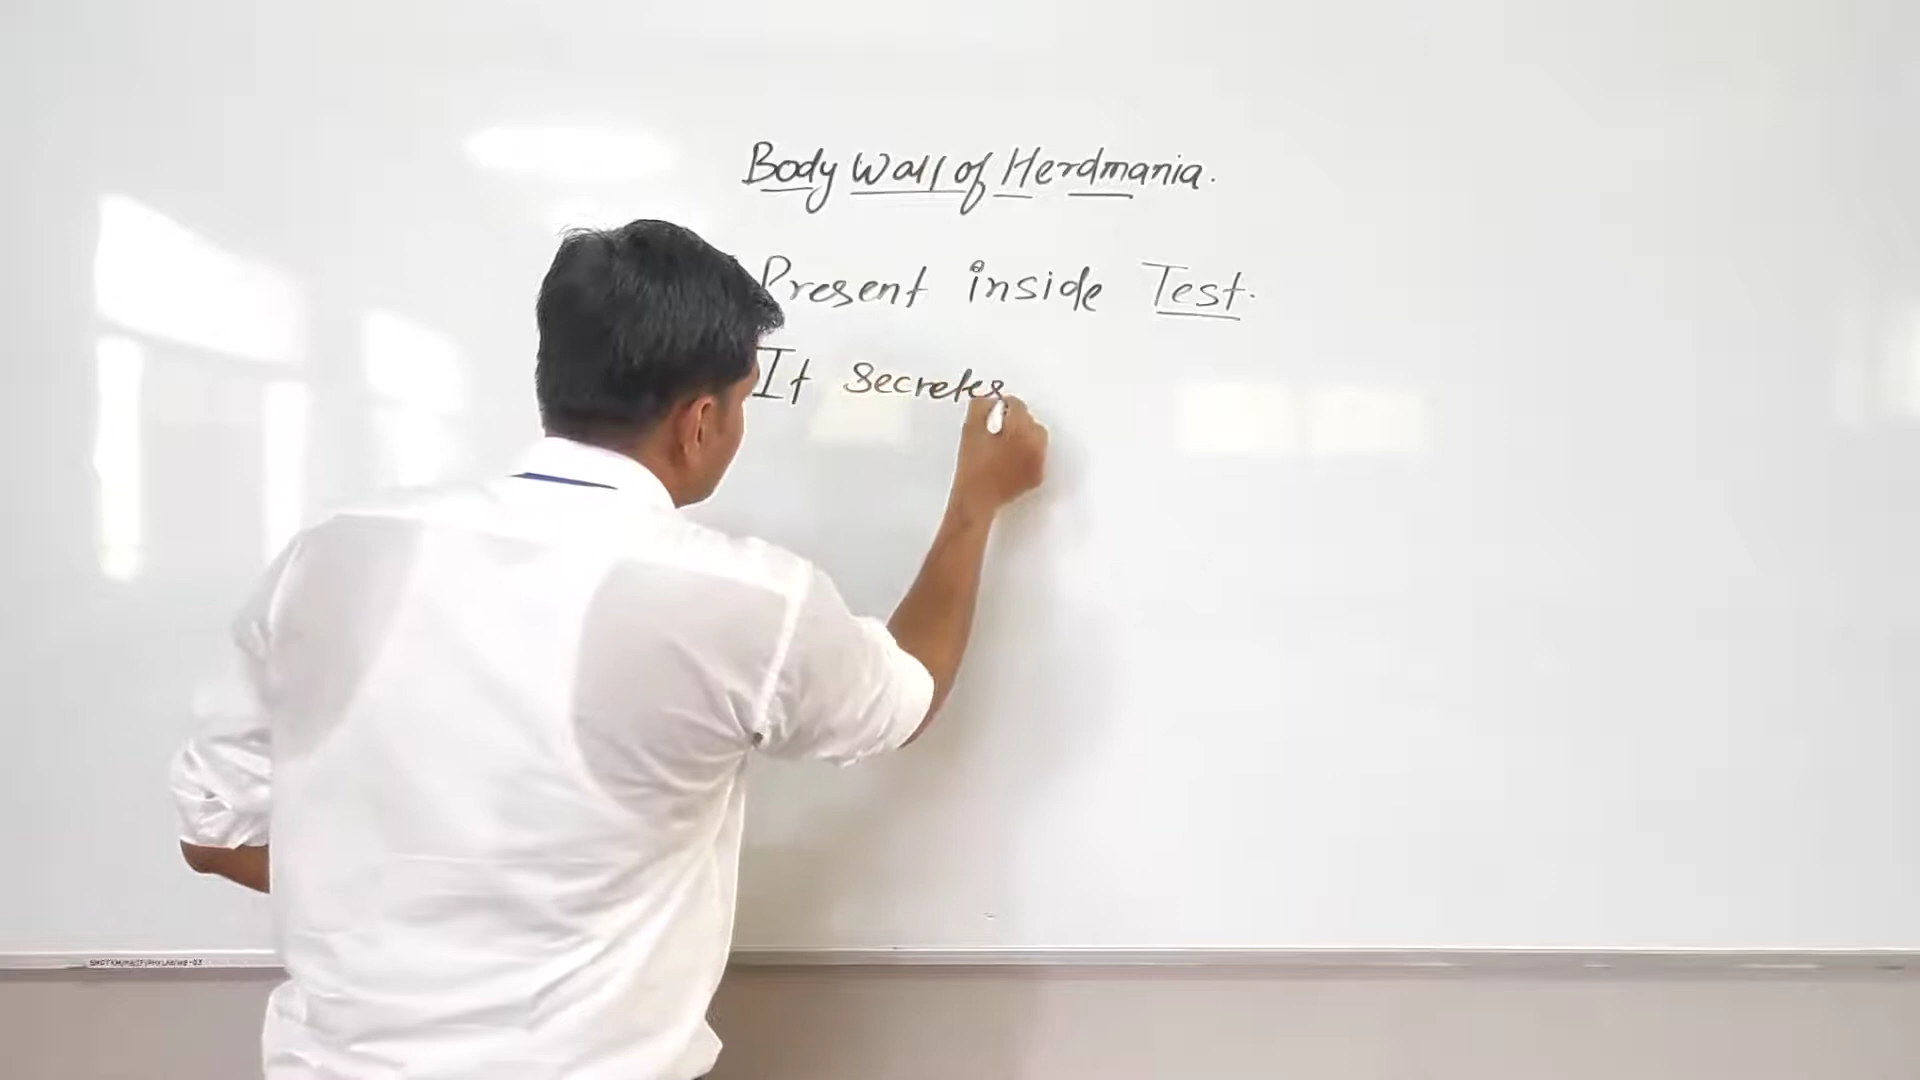 Body Wall of Herdmania.
Present inside Test.
It secretes